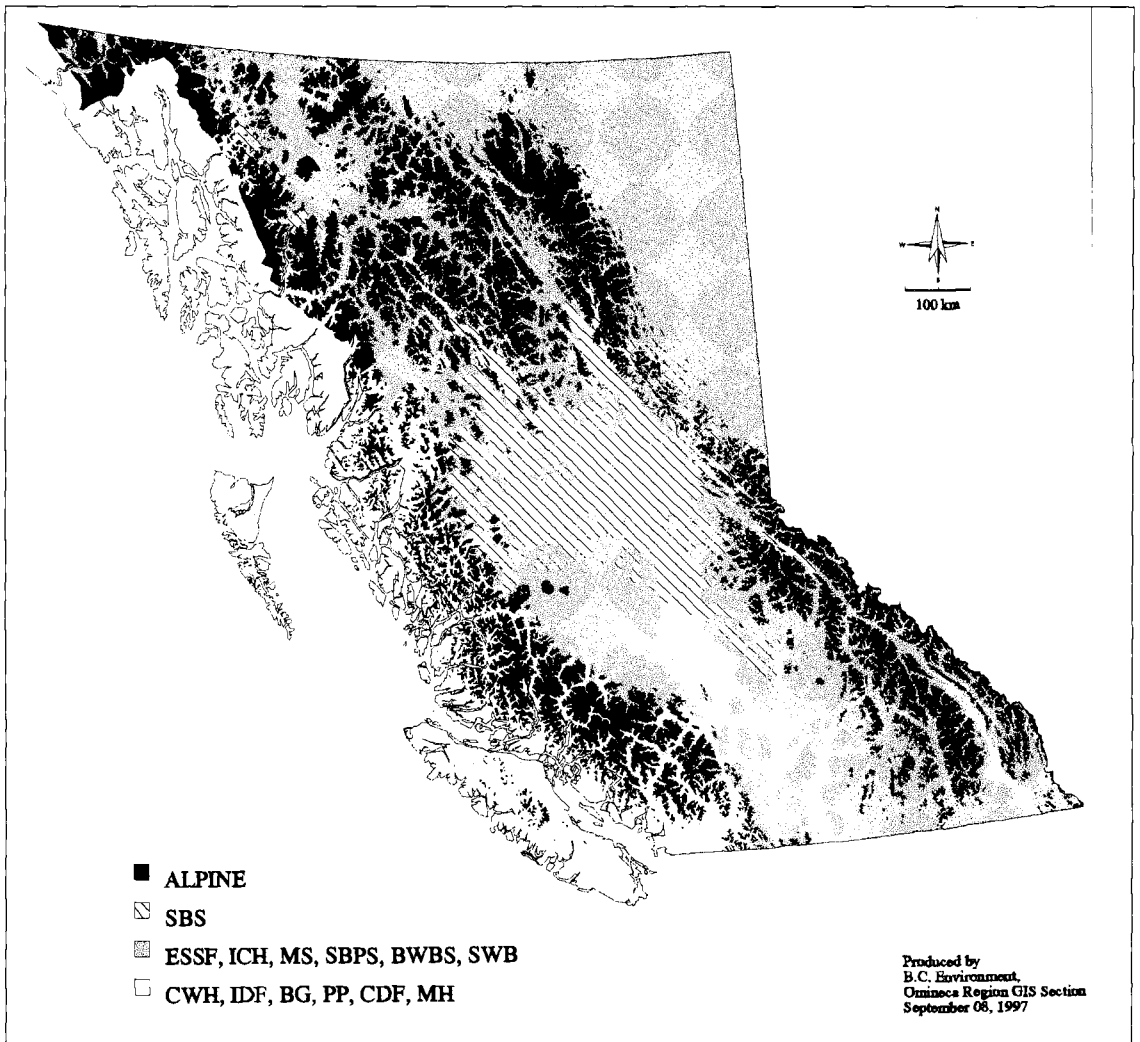 N
W E
S
100 km
ALPINE
SBS
ESSF, ICH, MS, SBPS, BWBS, SWB
CWH, IDF, BG, PP, CDF, MH
Produced by
B.C. Environment,
Omineca Region GIS Section
September 08, 1997